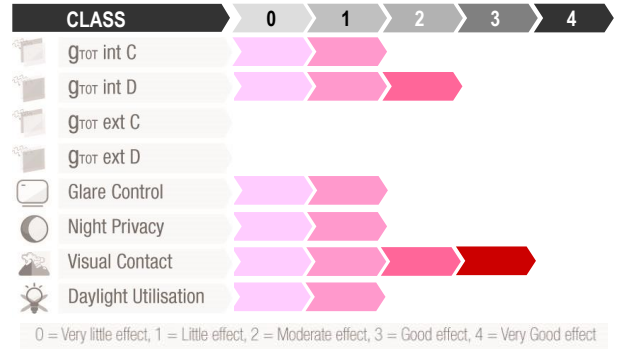 CLASS 0 1 2 3 4
gTOT int C
gTOT int D
gTOT ext C
gTOT ext D
Glare Control
Night Privacy
Visual Contact
Daylight Utilisation
0 = Very little effect, 1 = Little effect, 2 = Moderate effect, 3 = Good effect, 4 = Very Good effect